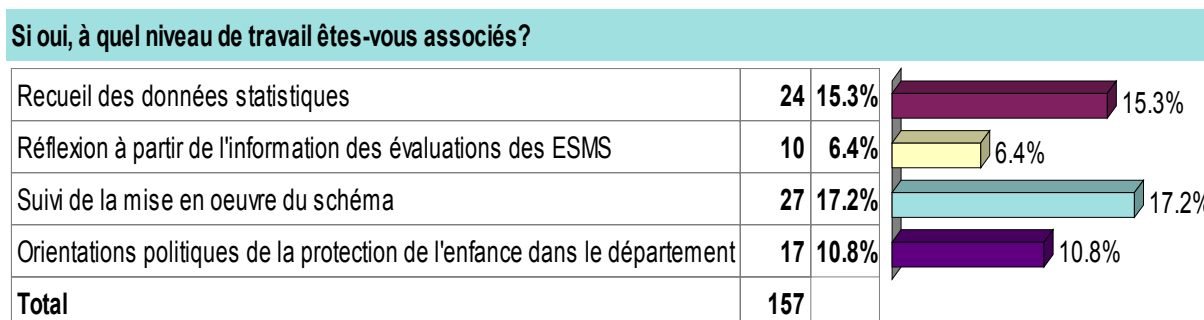 Si oui, à quel niveau de travail êtes-vous associés?
Recueil des données statistiques 24 15.3% 15.3%
Réflexion à partir de l'information des évaluations des ESMS 10 6.4% 6.4%
Suivi de la mise en oeuvre du schéma 27 17.2% 17.2%
Orientations politiques de la protection de l'enfance dans le département 17 10.8% 10.8%
Total 157